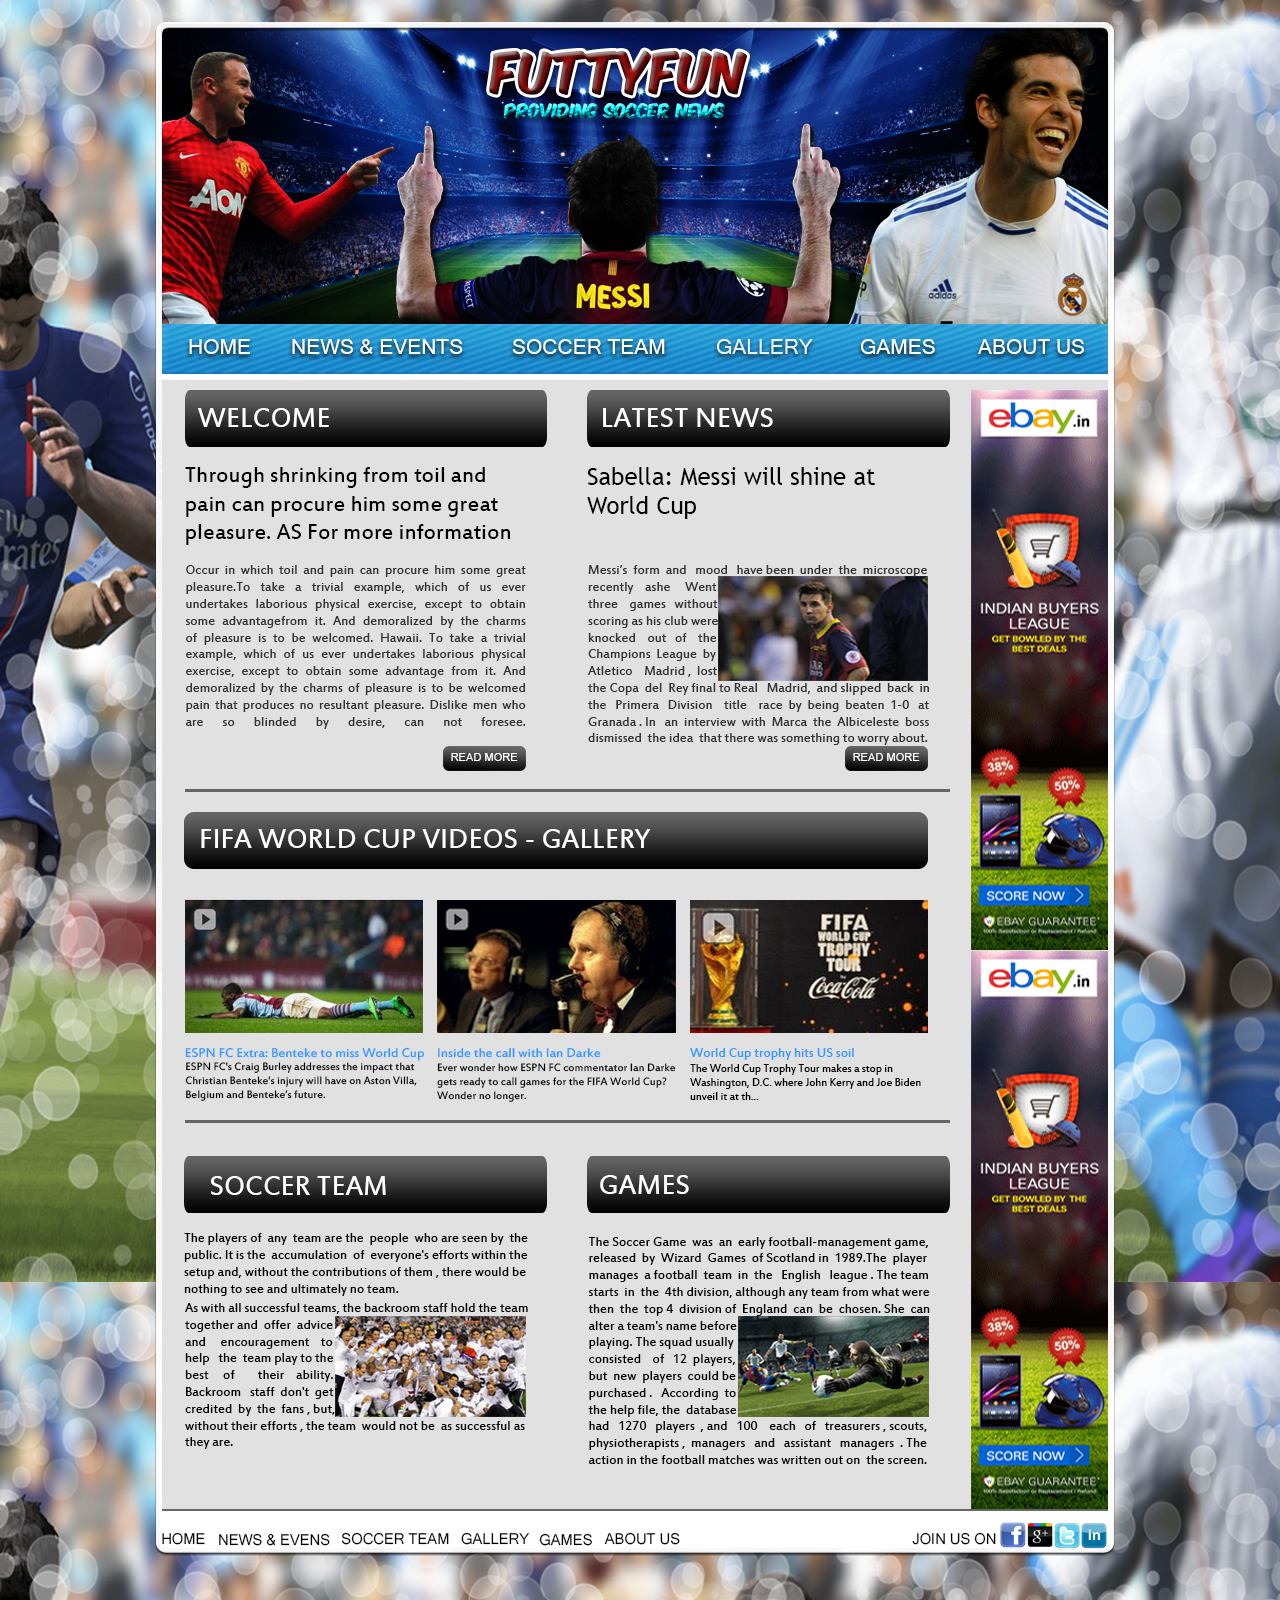 FUTTYFUN
PROVIDING SOCCER NEWS
AON
MESSI
RESPECT
adidas
HOME NEWS & EVENTS SOCCER TEAM GALLERY GAMES ABOUT US
WELCOME
Through shrinking from toil and
pain can procure him some great
pleasure. AS For more information
Occur in which toil and pain can procure him some great
pleasure.To take a trivial example, which of us ever
undertakes laborious physical exercise, except to obtain
some advantagefrom it. And demoralized by the charms
of pleasure is to be welcomed. Hawaii. To take a trivial
example, which of us ever undertakes laborious physical
exercise, except to obtain some advantage from it. And
demoralized by the charms of pleasure is to be welcomed
pain that produces no resultant pleasure. Dislike men who
are so blinded by desire, can not foresee.
READ MORE
LATEST NEWS
Sabella: Messi will shine at
World Cup
Messi's form and mood have been under the microscope
recently ashe Went
three games without
scoring as his club were
knocked out of the
Champions League by
Atletico Madrid , lost
the Copa del Rey final to Real Madrid, and slipped back in
the Primera Division title race by being beaten 1-0 at
Granada . In an interview with Marca the Albiceleste boss
dismissed the idea that there was something to worry about.
READ MORE
ebay.in
INDIAN BUYERS
LEAGUE
GET BOWLED BY THE
BEST DEALS
UP TO
38%
OFF
UP TO
50%
OFF
SCORE NOW
EBAY GUARANTEE
100% Satisfaction or Replacement / Refund
FIFA WORLD CUP VIDEOS - GALLERY
FIFA
WORLD CUP
TROPHY
TOUR
by
Coca-Cola
ESPN FC Extra: Benteke to miss World Cup
ESPN FC's Craig Burley addresses the impact that
Christian Benteke's injury will have on Aston Villa,
Belgium and Benteke's future.
Inside the call with Ian Darke
Ever wonder how ESPN FC commentator Ian Darke
gets ready to call games for the FIFA World Cup?
Wonder no longer.
World Cup trophy hits US soil
The World Cup Trophy Tour makes a stop in
Washington, D.C. where John Kerry and Joe Biden
unveil it at th...
SOCCER TEAM
The players of any team are the people who are seen by the
public. It is the accumulation of everyone's efforts within the
setup and, without the contributions of them , there would be
nothing to see and ultimately no team.
As with all successful teams, the backroom staff hold the team
together and offer advice
and encouragement to
help the team play to the
best of their ability.
Backroom staff don't get
credited by the fans , but,
without their efforts , the team would not be as successful as
they are.
GAMES
The Soccer Game was an early football-management game,
released by Wizard Games of Scotland in 1989.The player
manages a football team in the English league . The team
starts in the 4th division, although any team from what were
then the top 4 division of England can be chosen. She can
alter a team's name before
playing. The squad usually
consisted of 12 players,
but new players could be
purchased . According to
the help file, the database
had 1270 players , and 100 each of treasurers , scouts,
physiotherapists , managers and assistant managers . The
action in the football matches was written out on the screen.
ebay.in
INDIAN BUYERS
LEAGUE
GET BOWLED BY THE
BEST DEALS
UP TO
38%
OFF
UP TO
50%
OFF
SCORE NOW
EBAY GUARANTEE
100% Satisfaction or Replacement / Refund
HOME NEWS & EVENS SOCCER TEAM GALLERY GAMES ABOUT US JOIN US ON f g+ t in